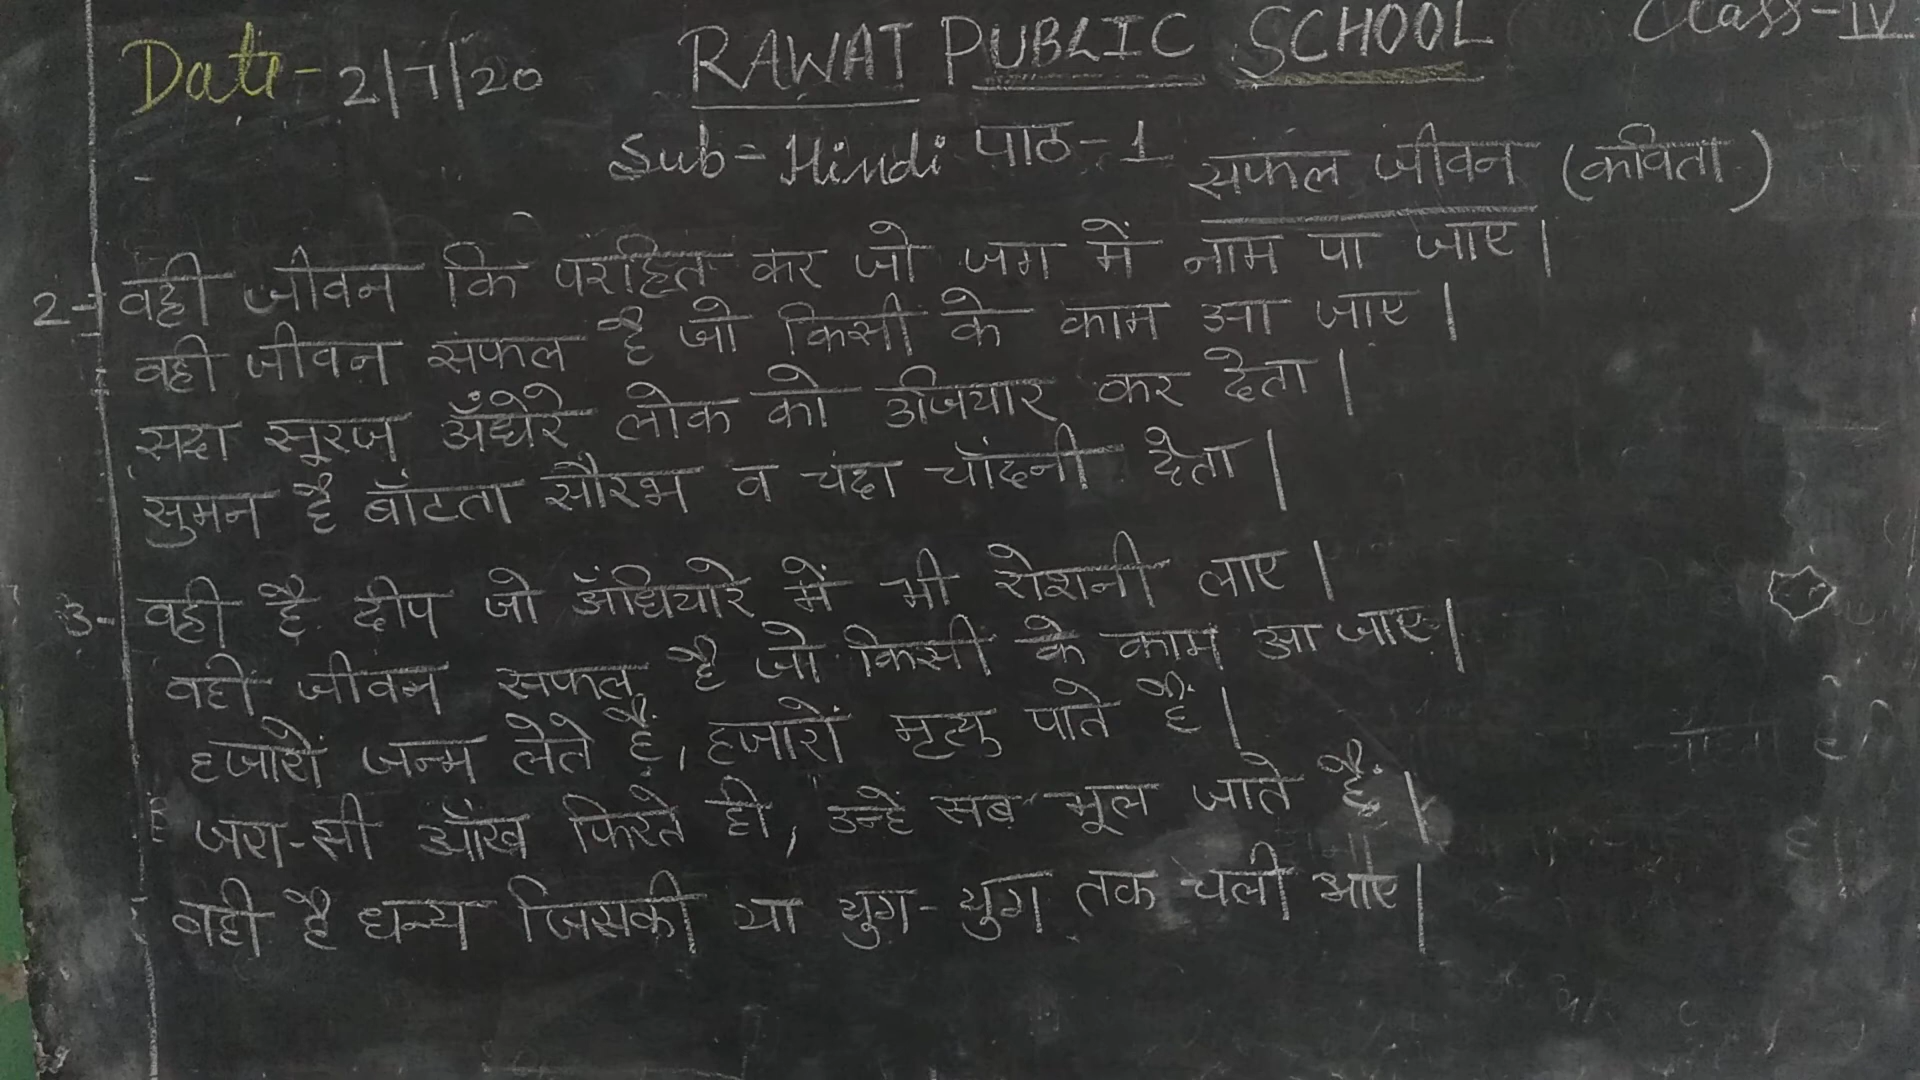 Date- 2/7/20 RAWAT PUBLIC SCHOOL Class-IV
Sub-Hindi पाठ-1 सफल जीवन (कविता)
2- वही जीवन कि परहित कर जो जग में नाम पा जाए।
वही जीवन सफल है जो किसी के काम आ जाए।
सदा सूरज अँधेरे लोक को उजियार कर देता।
सुमन है बाँटता सौरभ व चंदा चाँदनी देता।
3- वही है दीप जो अँधियारे में भी रोशनी लाए।
वही जीवन सफल है जो किसी के काम आ जाए।
हजारों जन्म लेते हैं, हजारों मृत्यु पाते हैं।
जरा-सी आँख फिरते ही, उन्हें सब भूल जाते हैं।
वही है धन्य जिसकी या युग-युग तक चली आए।